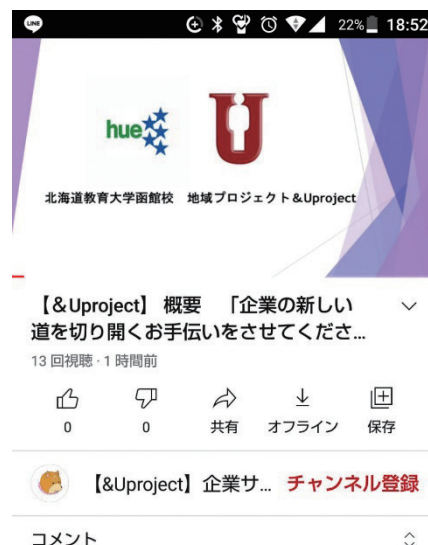 LINE 22% 18:52
hue U
北海道教育大学函館校 地域プロジェクト&Uproject
【&Uproject】 概要 「企業の新しい
道を切り開くお手伝いをさせてくださ...
13 回視聴・1 時間前
0 0 共有 オフライン 保存
【&Uproject】企業サ... チャンネル登録
コメント